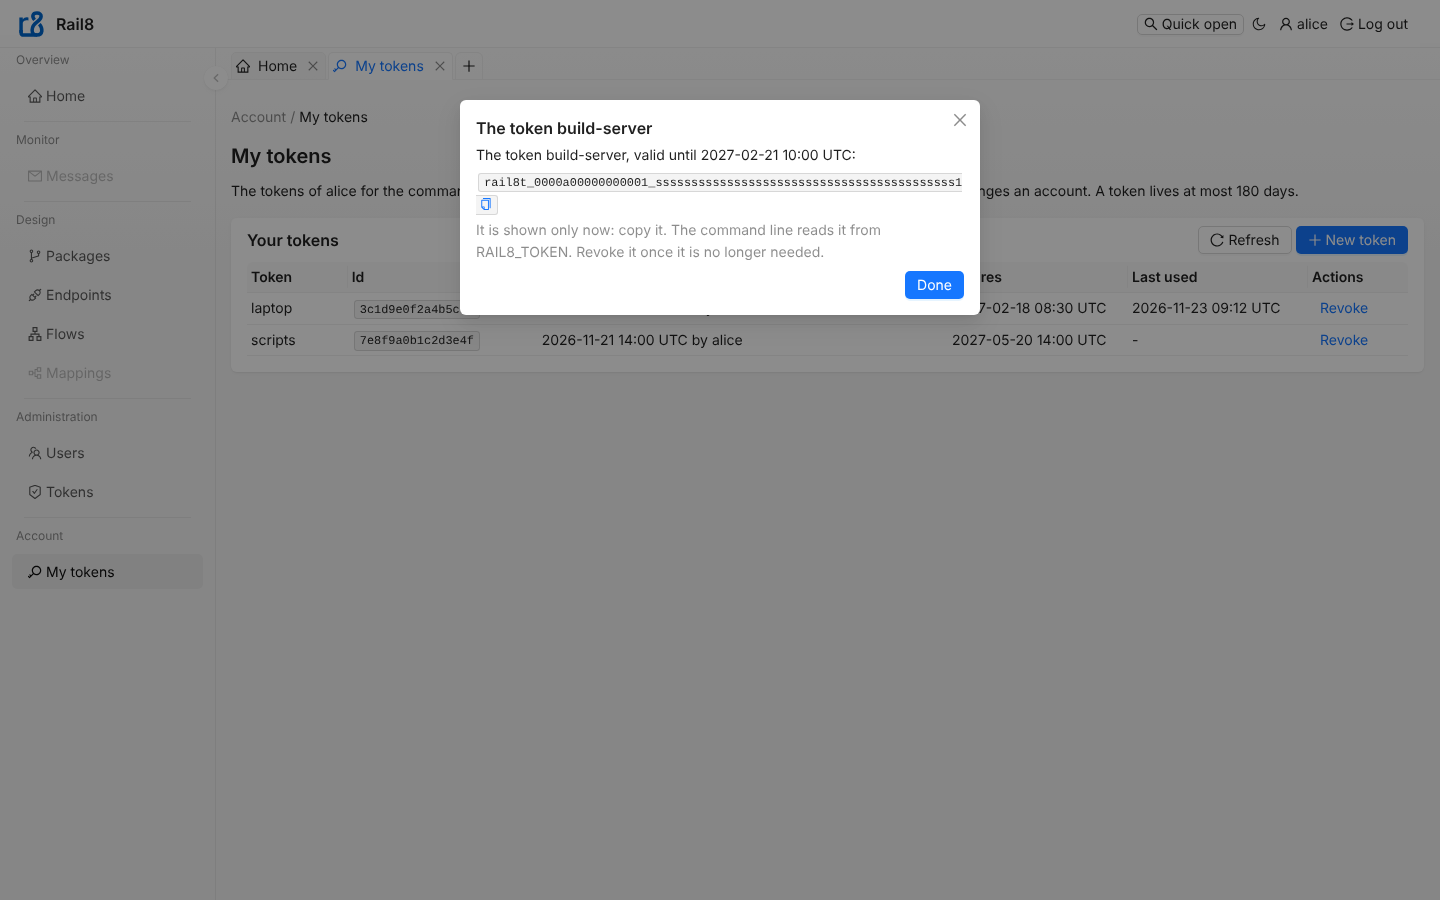 Rail8
Quick open
alice
Log out
Overview
Home
Monitor
Messages
Design
Packages
Endpoints
Flows
Mappings
Administration
Users
Tokens
Account
My tokens
Home
My tokens
Account / My tokens
My tokens
The tokens of alice for the
nges an account. A token lives at most 180 days.
Your tokens
Refresh
New token
Token Id Last used Actions
laptop 3c1d9e0f2a4b5c 02-18 08:30 UTC 2026-11-23 09:12 UTC Revoke
scripts 7e8f9a0b1c2d3e4f 2026-11-21 14:00 UTC by alice 2027-05-20 14:00 UTC - Revoke
The token build-server
The token build-server, valid until 2027-02-21 10:00 UTC:
It is shown only now: copy it. The command line reads it from
RAIL8_TOKEN. Revoke it once it is no longer needed.
Done